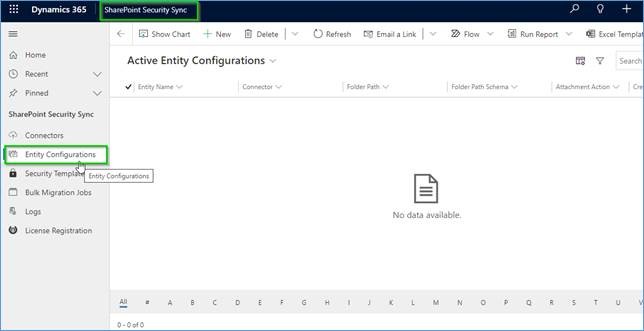 Dynamics 365 SharePoint Security Sync
Show Chart New Delete Refresh Email a Link Flow Run Report Excel Templat
Home
Recent
Pinned
SharePoint Security Sync
Connectors
Entity Configurations
Security Template
Entity Configurations
Bulk Migration Jobs
Logs
License Registration
Active Entity Configurations
Search
Entity Name Connector Folder Path Folder Path Schema Attachment Action Cre
No data available.
All # A B C D E F G H I J K L M N O P Q R S T U V
0 - 0 of 0